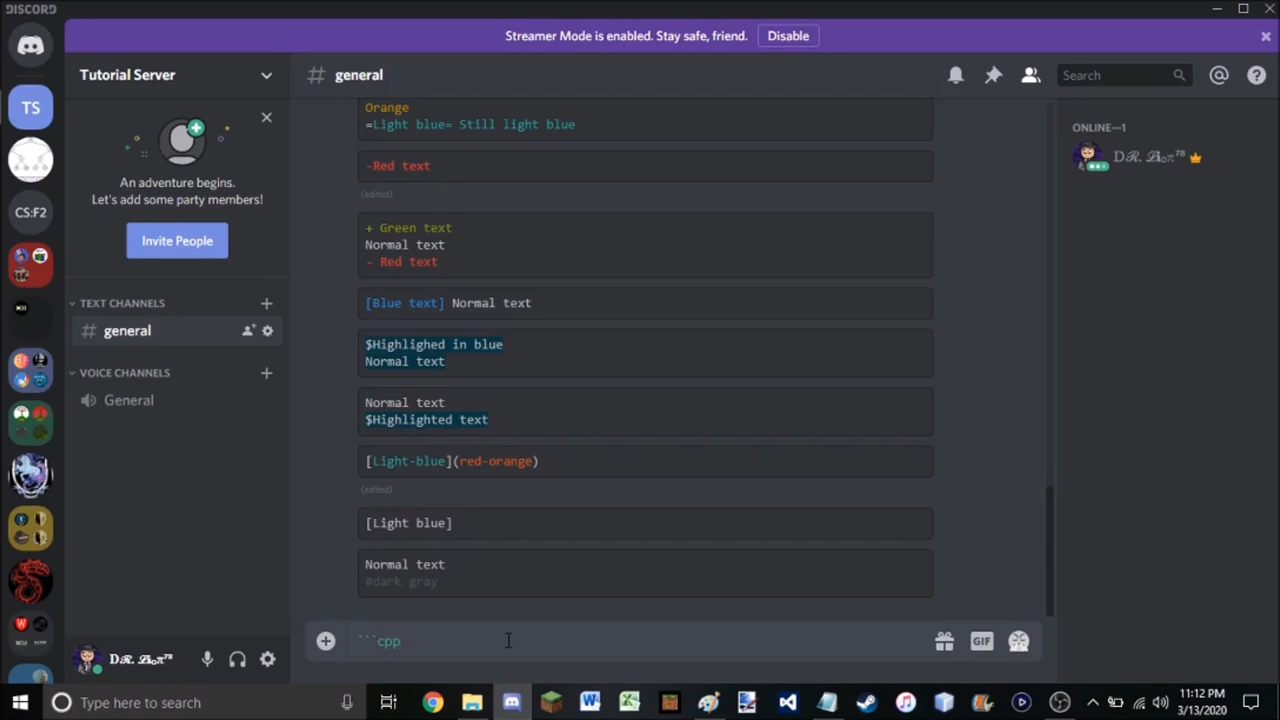 DISCORD
Streamer Mode is enabled. Stay safe, friend.
Disable
TS
CS:F2
Tutorial Server
An adventure begins.
Let's add some party members!
Invite People
TEXT CHANNELS
# general
VOICE CHANNELS
General
# general
Search
Orange
=Light blue= Still light blue
-Red text
(edited)
+ Green text
Normal text
- Red text
[Blue text] Normal text
$Highlighed in blue
Normal text
Normal text
$Highlighted text
[Light-blue](red-orange)
(edited)
[Light blue]
Normal text
#dark gray
```cpp
GIF
ONLINE—1
Type here to search
11:12 PM
3/13/2020